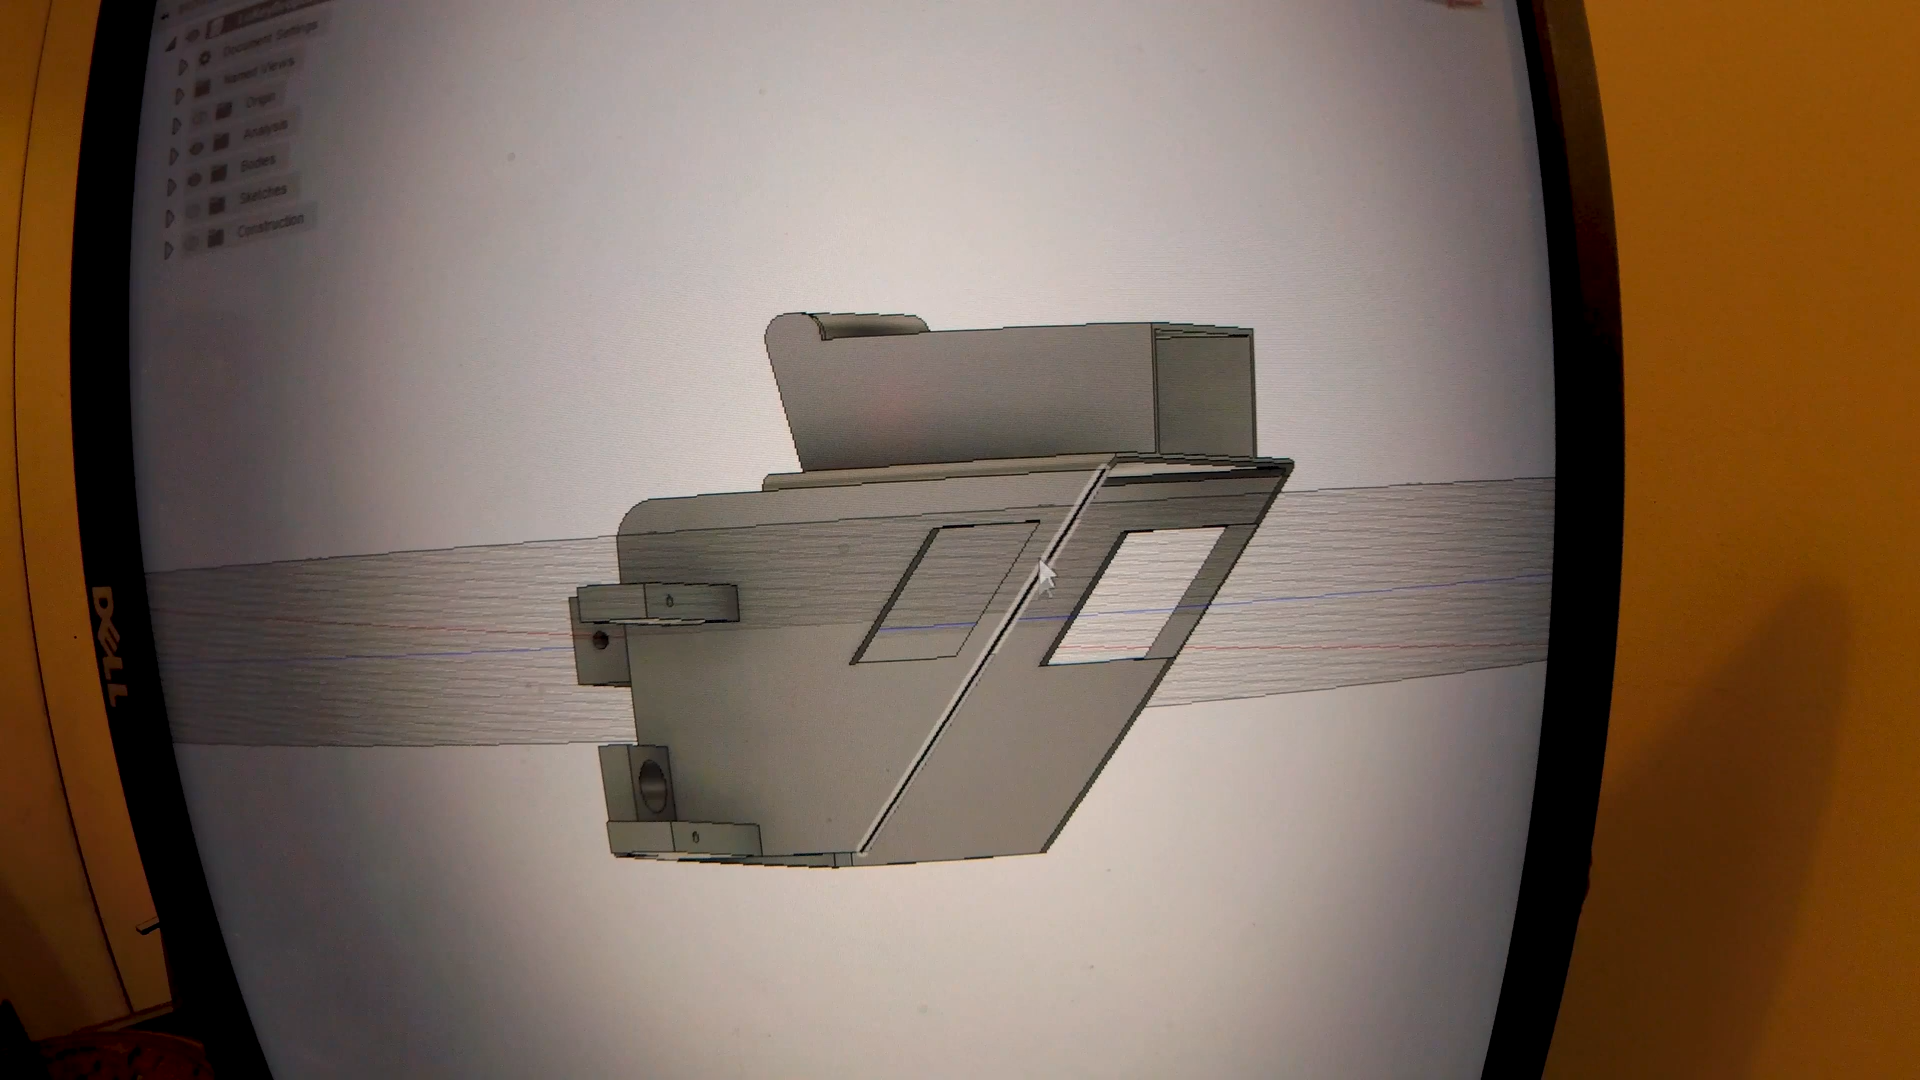 Document Settings
Named Views
Origin
Analysis
Bodies
Sketches
Construction
DELL